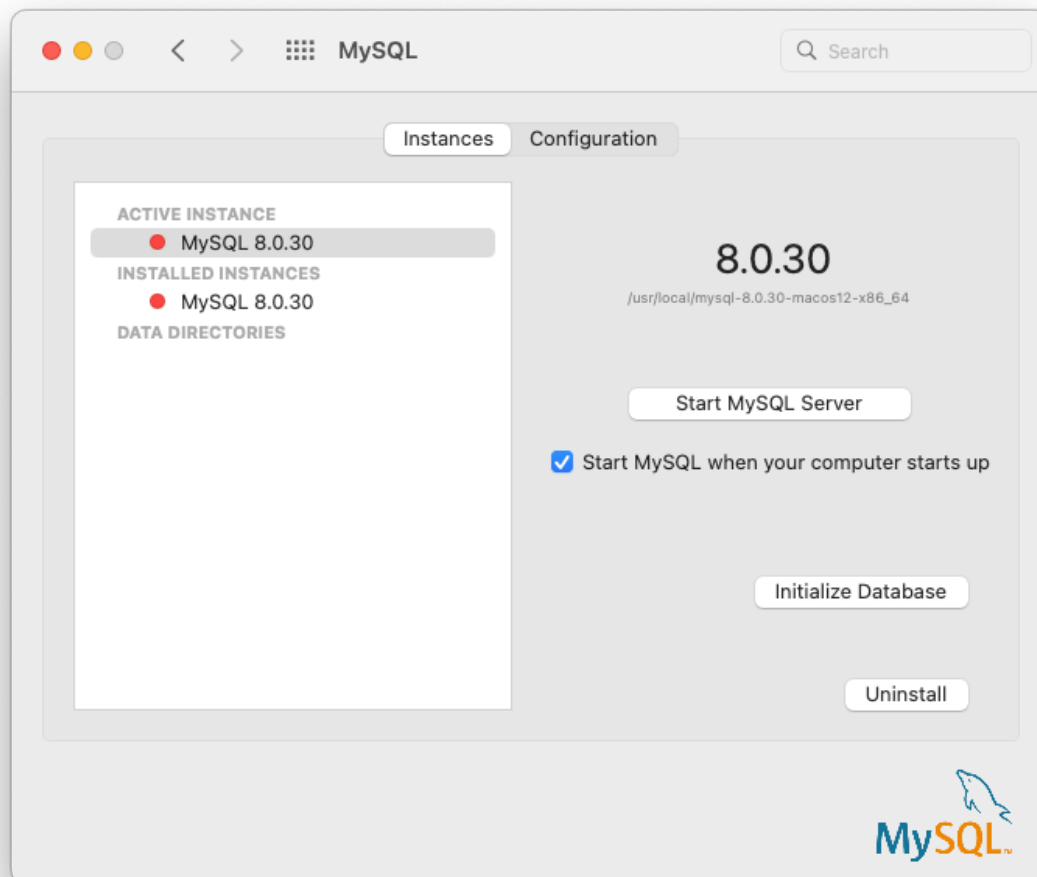 MySQL
Search
Instances
Configuration
ACTIVE INSTANCE
MySQL 8.0.30
INSTALLED INSTANCES
MySQL 8.0.30
DATA DIRECTORIES
8.0.30
/usr/local/mysql-8.0.30-macos12-x86_64
Start MySQL Server
Start MySQL when your computer starts up
Initialize Database
Uninstall
MySQL™